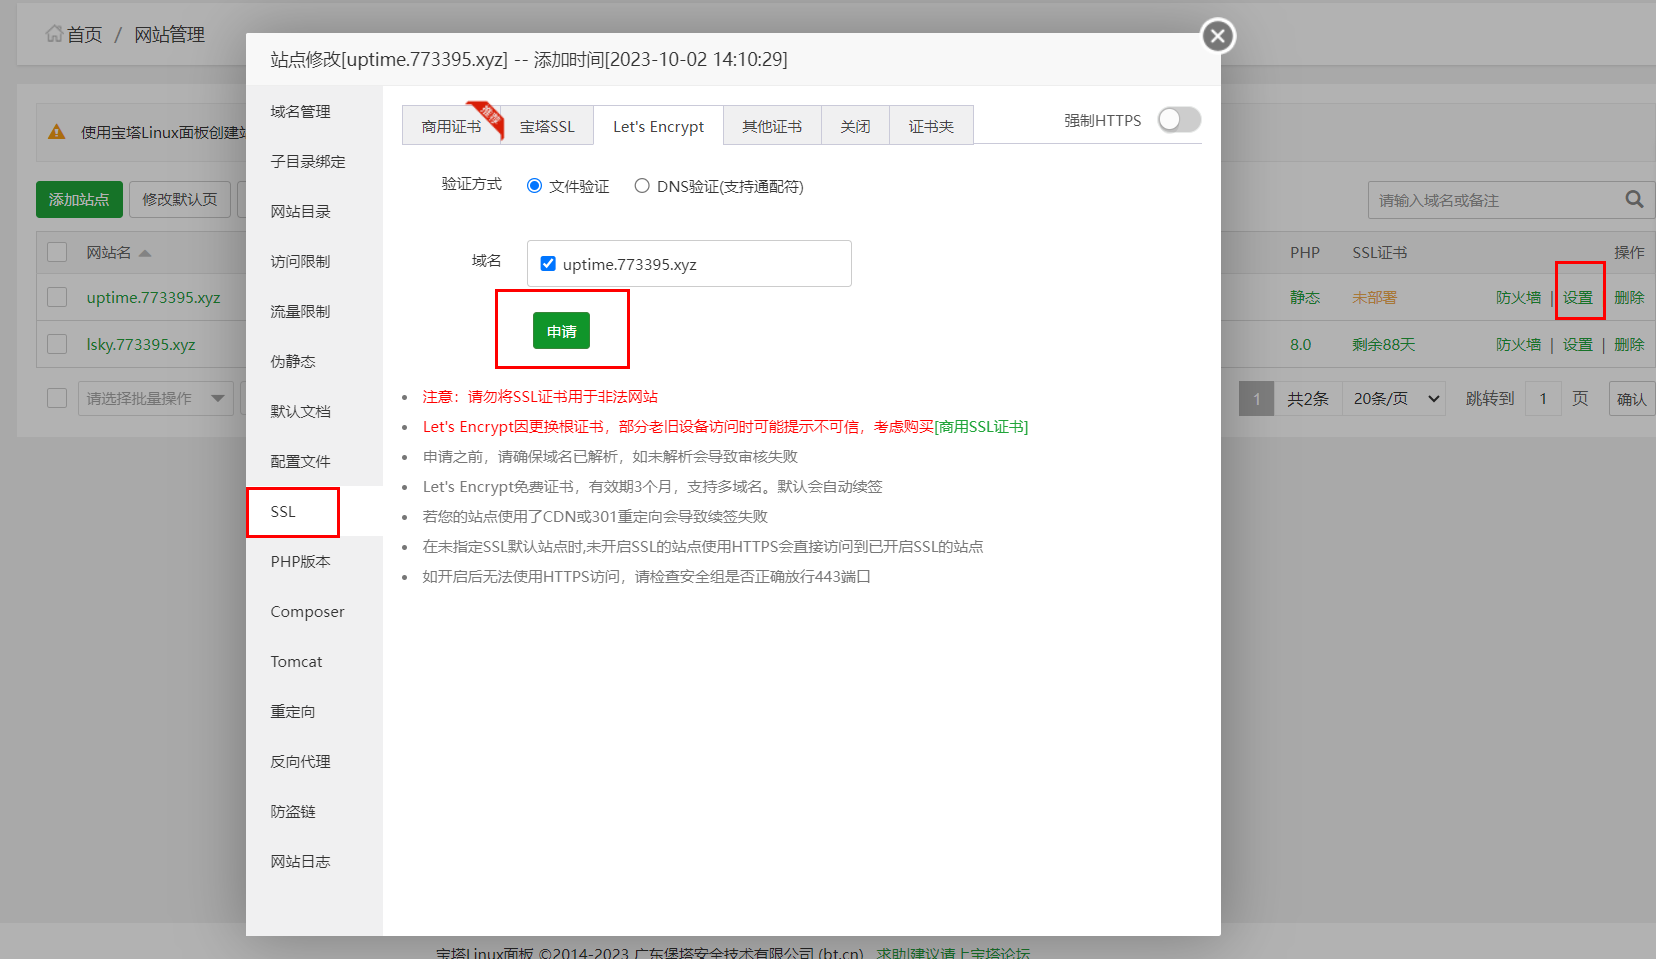 首页 / 网站管理
站点修改[uptime.773395.xyz] -- 添加时间[2023-10-02 14:10:29]
使用宝塔Linux面板创建
添加站点
修改默认页
网站名
uptime.773395.xyz
lsky.773395.xyz
请选择批量操作
域名管理
子目录绑定
网站目录
访问限制
流量限制
伪静态
默认文档
配置文件
SSL
PHP版本
Composer
Tomcat
重定向
反向代理
防盗链
网站日志
商用证书
推荐
宝塔SSL
Let's Encrypt
其他证书
关闭
证书夹
强制HTTPS
验证方式
文件验证
DNS验证(支持通配符)
域名
uptime.773395.xyz
申请
注意：请勿将SSL证书用于非法网站
Let's Encrypt因更换根证书，部分老旧设备访问时可能提示不可信，考虑购买[商用SSL证书]
申请之前，请确保域名已解析，如未解析会导致审核失败
Let's Encrypt免费证书，有效期3个月，支持多域名。默认会自动续签
若您的站点使用了CDN或301重定向会导致续签失败
在未指定SSL默认站点时,未开启SSL的站点使用HTTPS会直接访问到已开启SSL的站点
如开启后无法使用HTTPS访问，请检查安全组是否正确放行443端口
请输入域名或备注
PHP SSL证书 操作
静态 未部署 防火墙 | 设置 删除
8.0 剩余88天 防火墙 | 设置 | 删除
1 共2条 20条/页 跳转到 1 页 确认
宝塔Linux面板 ©2014-2023 广东堡塔安全技术有限公司 (bt.cn) 求助|建议请上宝塔论坛